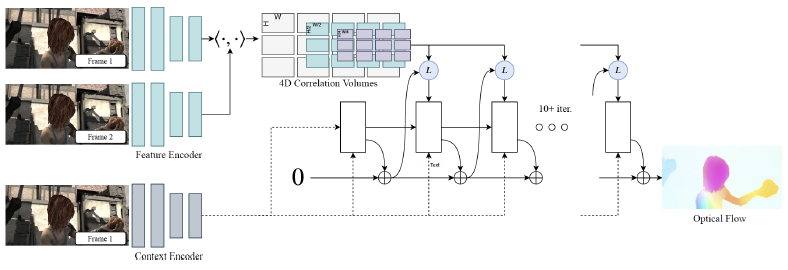 Frame 1
⟨·, ·⟩
H W
W/2
4D Correlation Volumes
L
L
L
Frame 2
Feature Encoder
10+ iter.
Text
0
Optical Flow
Frame 1
Context Encoder